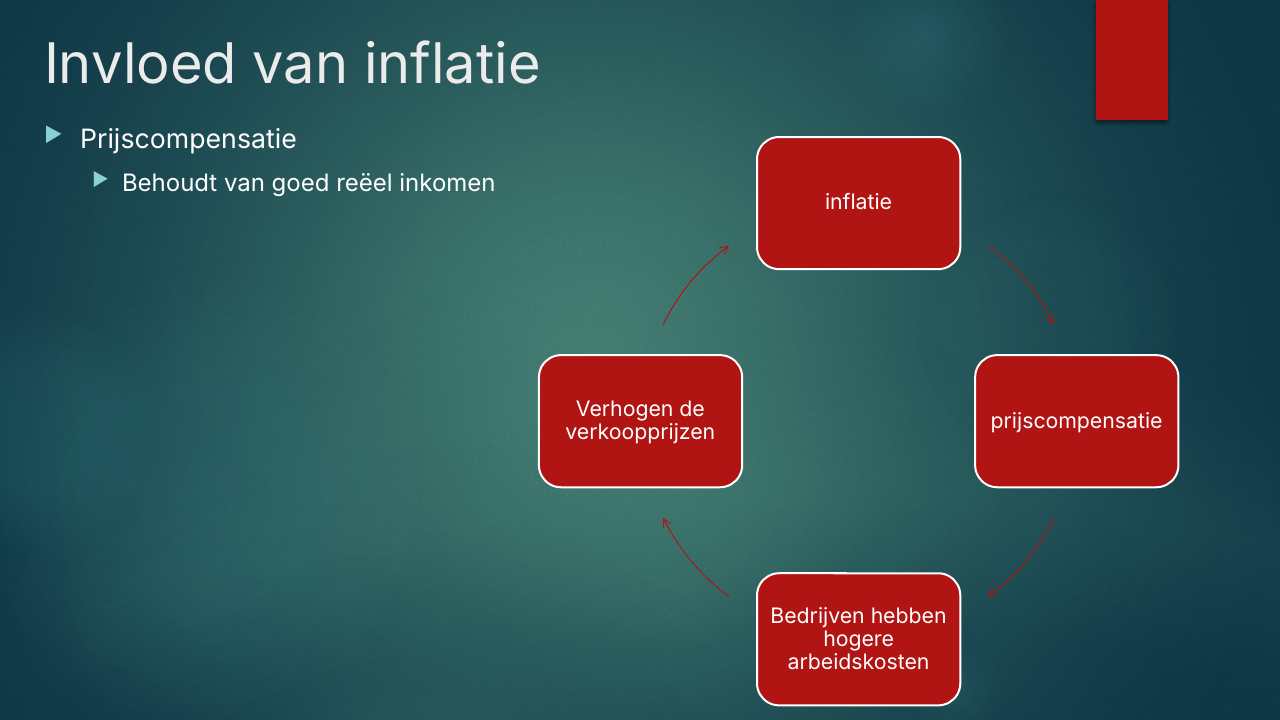 Invloed van inflatie
Prijscompensatie
Behoudt van goed reëel inkomen
inflatie
prijscompensatie
Bedrijven hebben
hogere
arbeidskosten
Verhogen de
verkoopprijzen